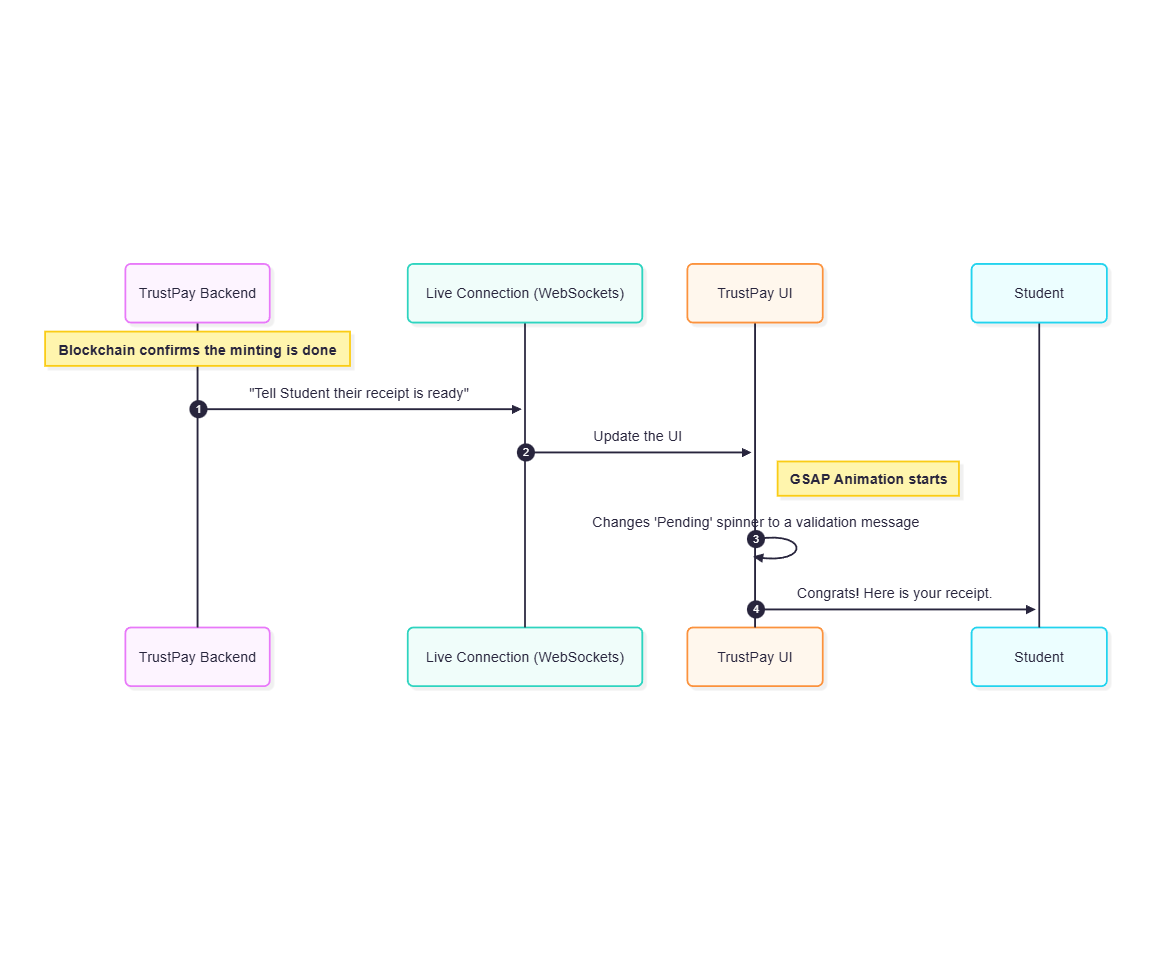 TrustPay Backend
Live Connection (WebSockets)
TrustPay UI
Student
Blockchain confirms the minting is done
"Tell Student their receipt is ready"
1
Update the UI
2
GSAP Animation starts
Changes 'Pending' spinner to a validation message
3
Congrats! Here is your receipt.
4
TrustPay Backend
Live Connection (WebSockets)
TrustPay UI
Student